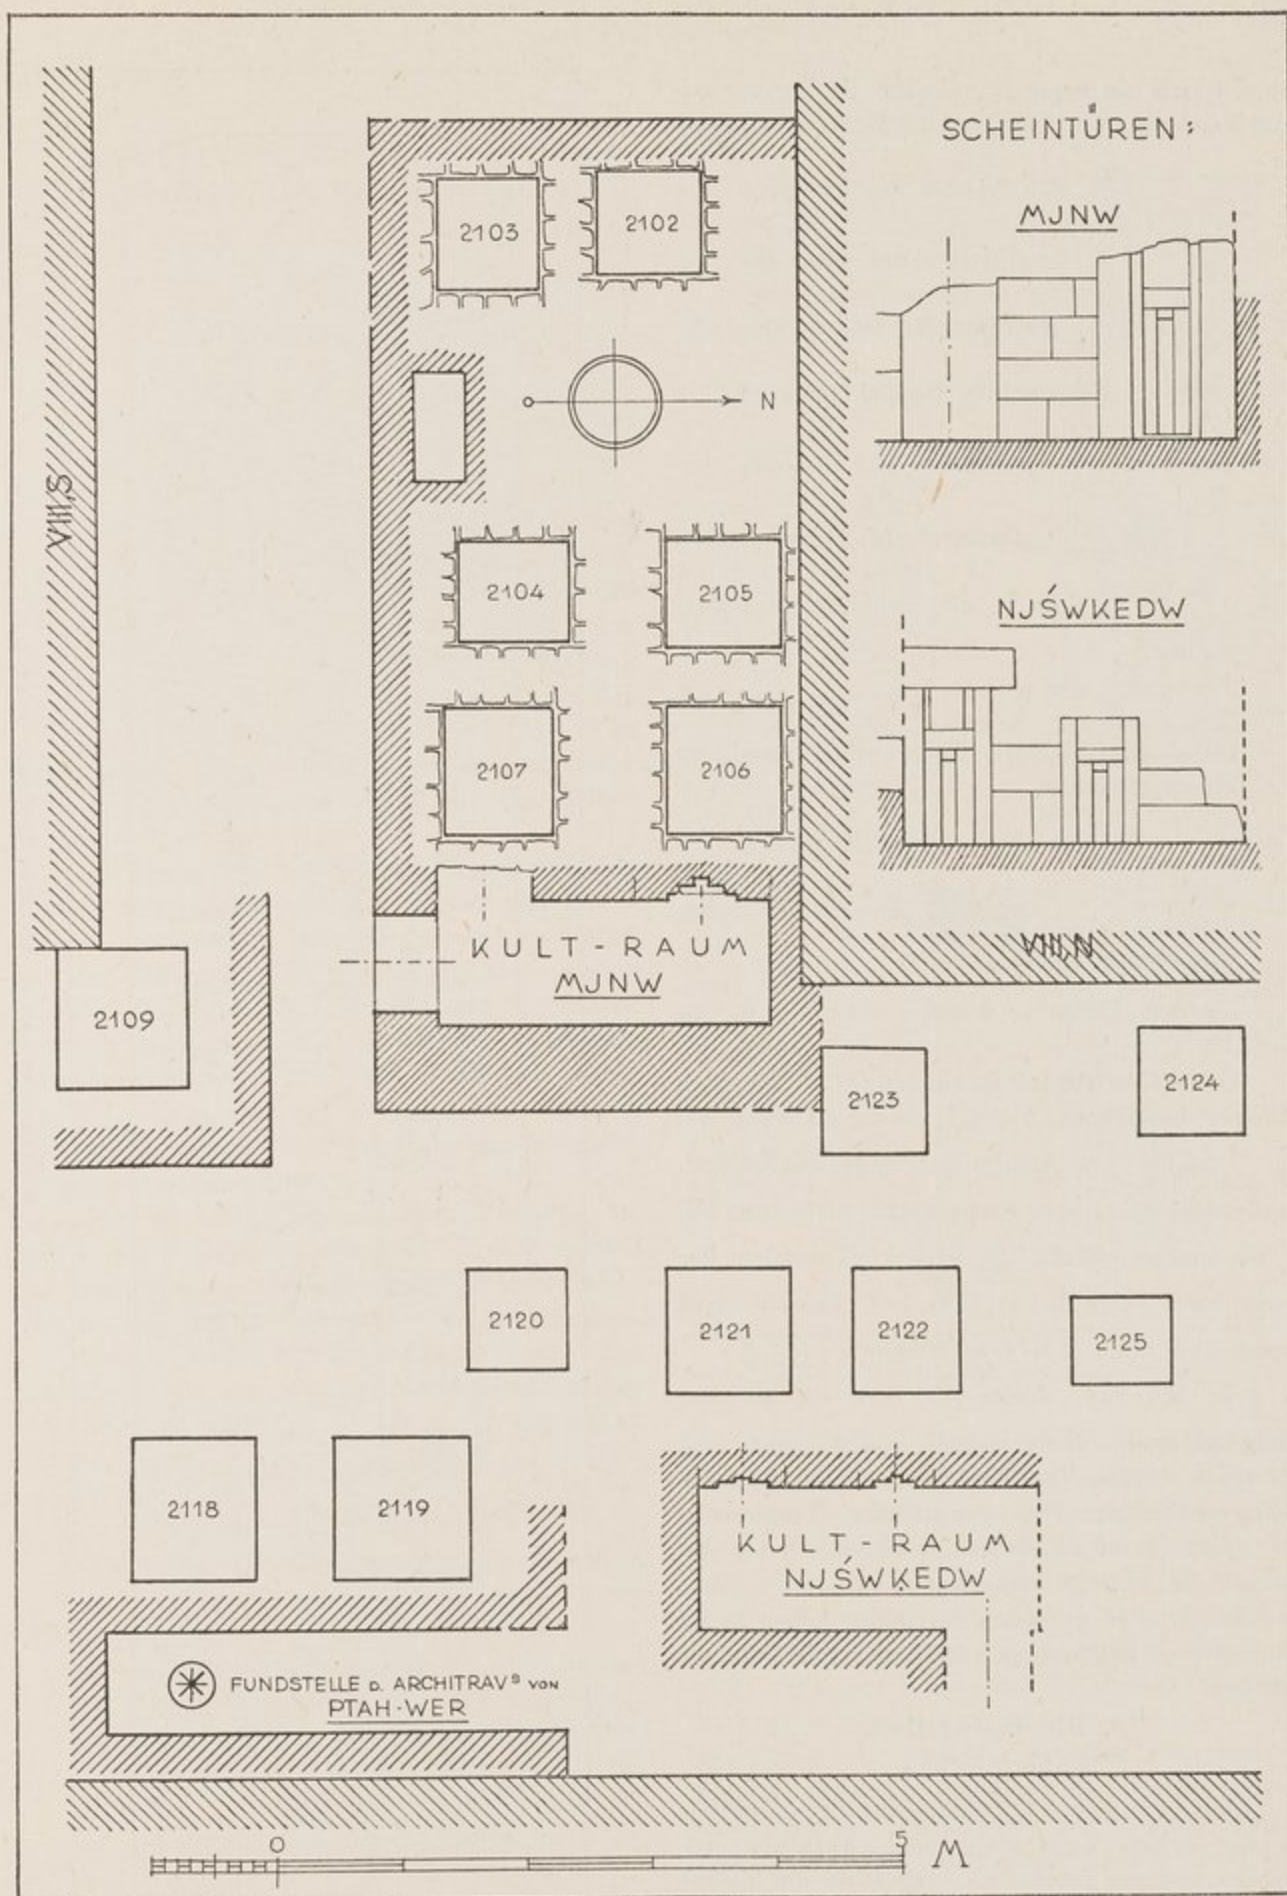 SCHEINTÜREN:
MJNW
2103
2102
N
VIII,S
2104
2105
NJŚWKEDW
2107
2106
KULT-RAUM
MJNW
VIII,N
2109
2123
2124
2120
2121
2122
2125
2118
2119
KULT-RAUM
NJŚWḲEDW
FUNDSTELLE D. ARCHITRAVS VON
PTAH-WER
0
5
M